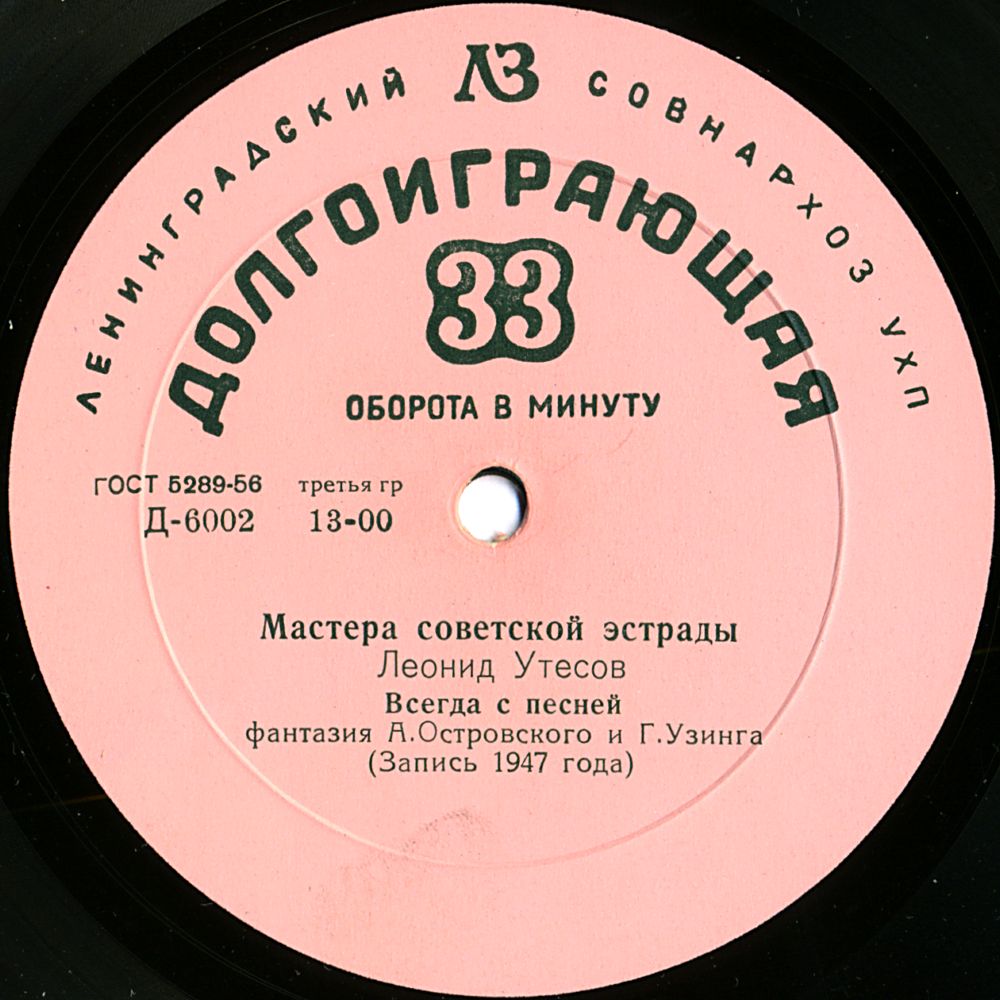 ЛЕНИНГРАДСКИЙ ЛЗ СОВНАРХОЗ УХП
ДОЛГОИГРАЮЩАЯ
33
ОБОРОТА В МИНУТУ
ГОСТ 5289-56 третья гр
Д-6002 13-00
Мастера советской эстрады
Леонид Утесов
Всегда с песней
фантазия А.Островского и Г.Узинга
(Запись 1947 года)